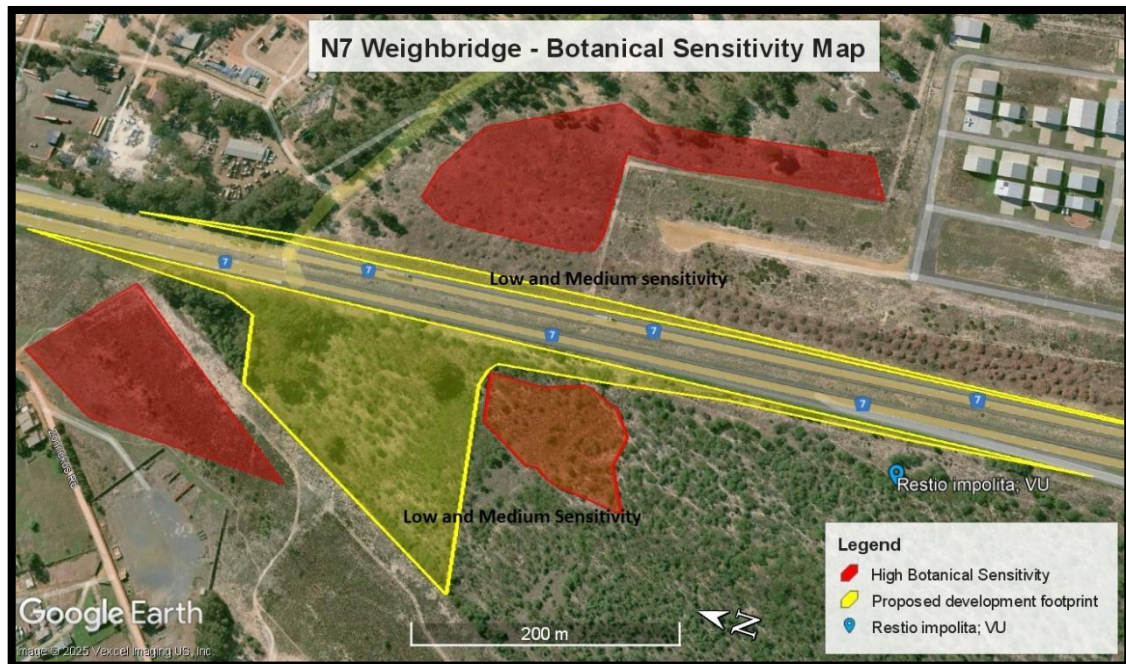 N7 Weighbridge - Botanical Sensitivity Map
7
7
Low and Medium sensitivity
7
7
7
7
Restio impolita; VU
Low and Medium Sensitivity
Legend
High Botanical Sensitivity
Proposed development footprint
Restio impolita; VU
Google Earth
200 m
N
Image © 2025 Vexcel Imaging US, Inc.